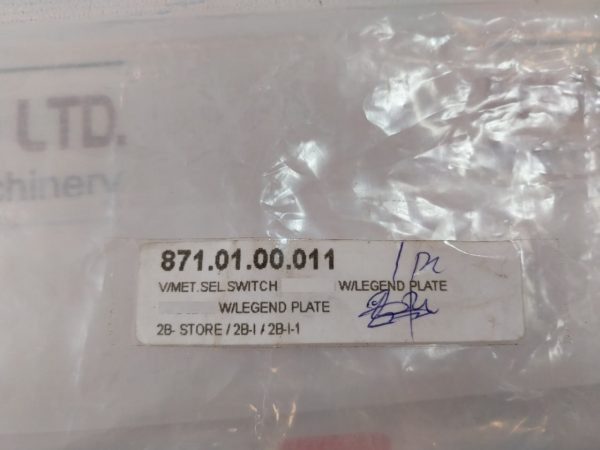 LTD.
chinery
871.01.00.011
1 pc
V/MET.SEL.SWITCH W/LEGEND PLATE
W/LEGEND PLATE
2B- STORE / 2B-I / 2B-I-1